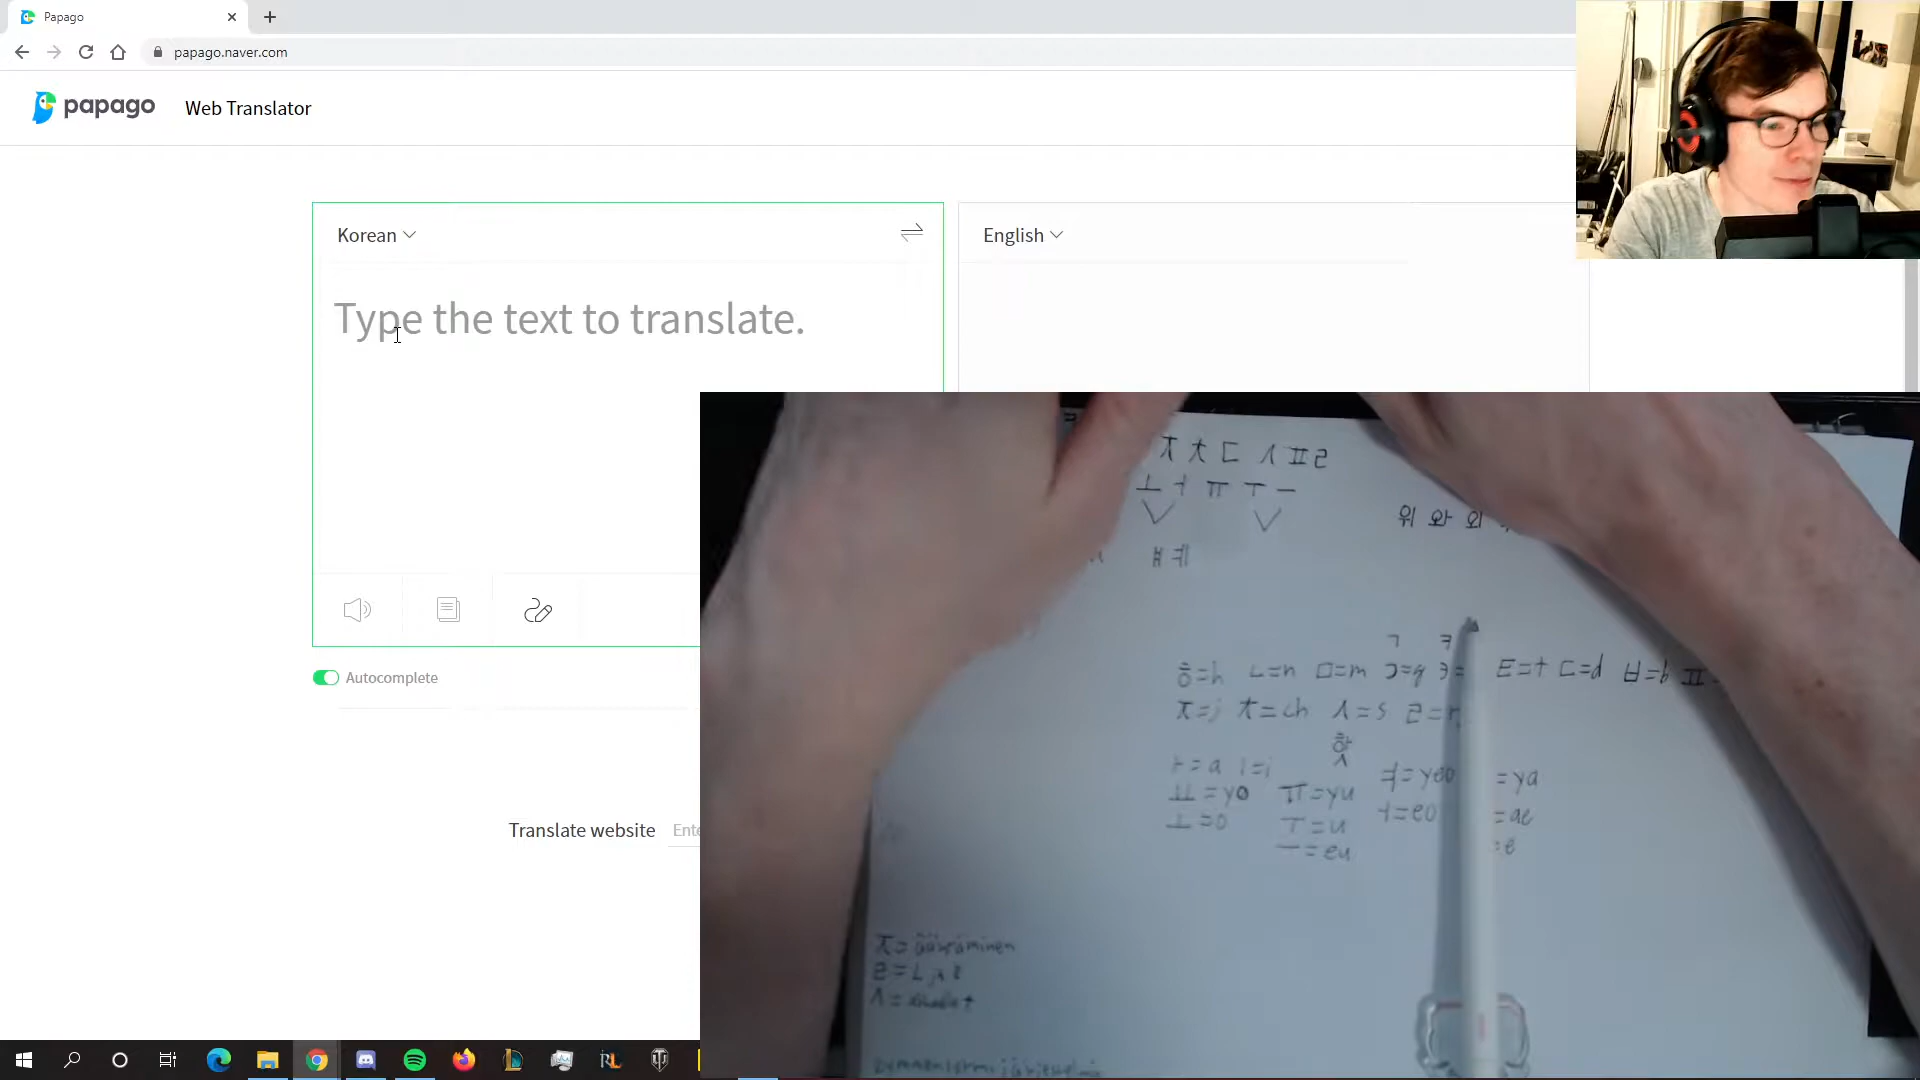 Papago
papago.naver.com
papago Web Translator
Korean
English
Type the text to translate.
Autocomplete
Translate website
ㅈ ㅊ ㄷ ㅅ ㅍ ㄹ
ㅗ ㅓ ㅠ ㅜ ㅡ
위 와 외
ㅐ ㅖ
ㄱ ㅋ
ㅎ=h ㄴ=n ㅁ=m ㄱ=g ㅋ= ㅌ=t ㄷ=d ㅂ=b ㅍ
ㅈ=j ㅊ=ch ㅅ=s ㄹ=r
ㅏ=a ㅣ=i ㅕ=yeo =ya
ㅛ=yo ㅠ=yu ㅓ=eo =ae
ㅗ=o ㅜ=u =e
ㅡ=eu
ㅈ=
ㄹ=L
ㅅ=